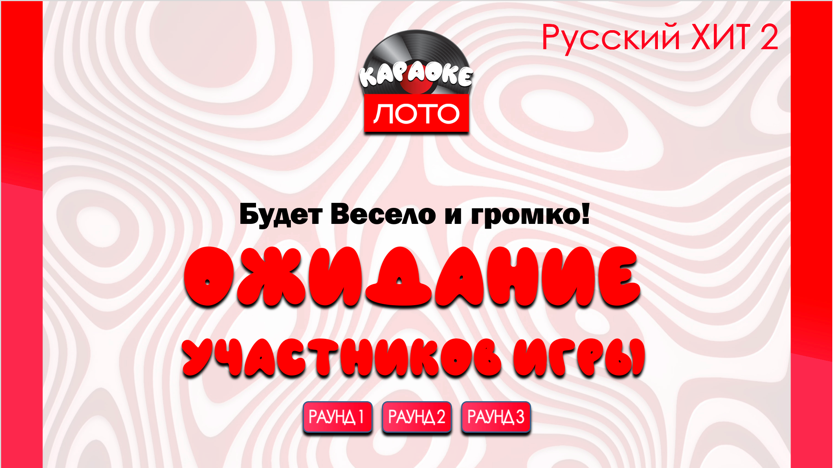 Русский ХИТ 2
КАРАОКЕ
ЛОТО
Будет Весело и громко!
ОЖИДАНИЕ
УЧАСТНИКОВ ИГРЫ
РАУНД 1 РАУНД 2 РАУНД 3